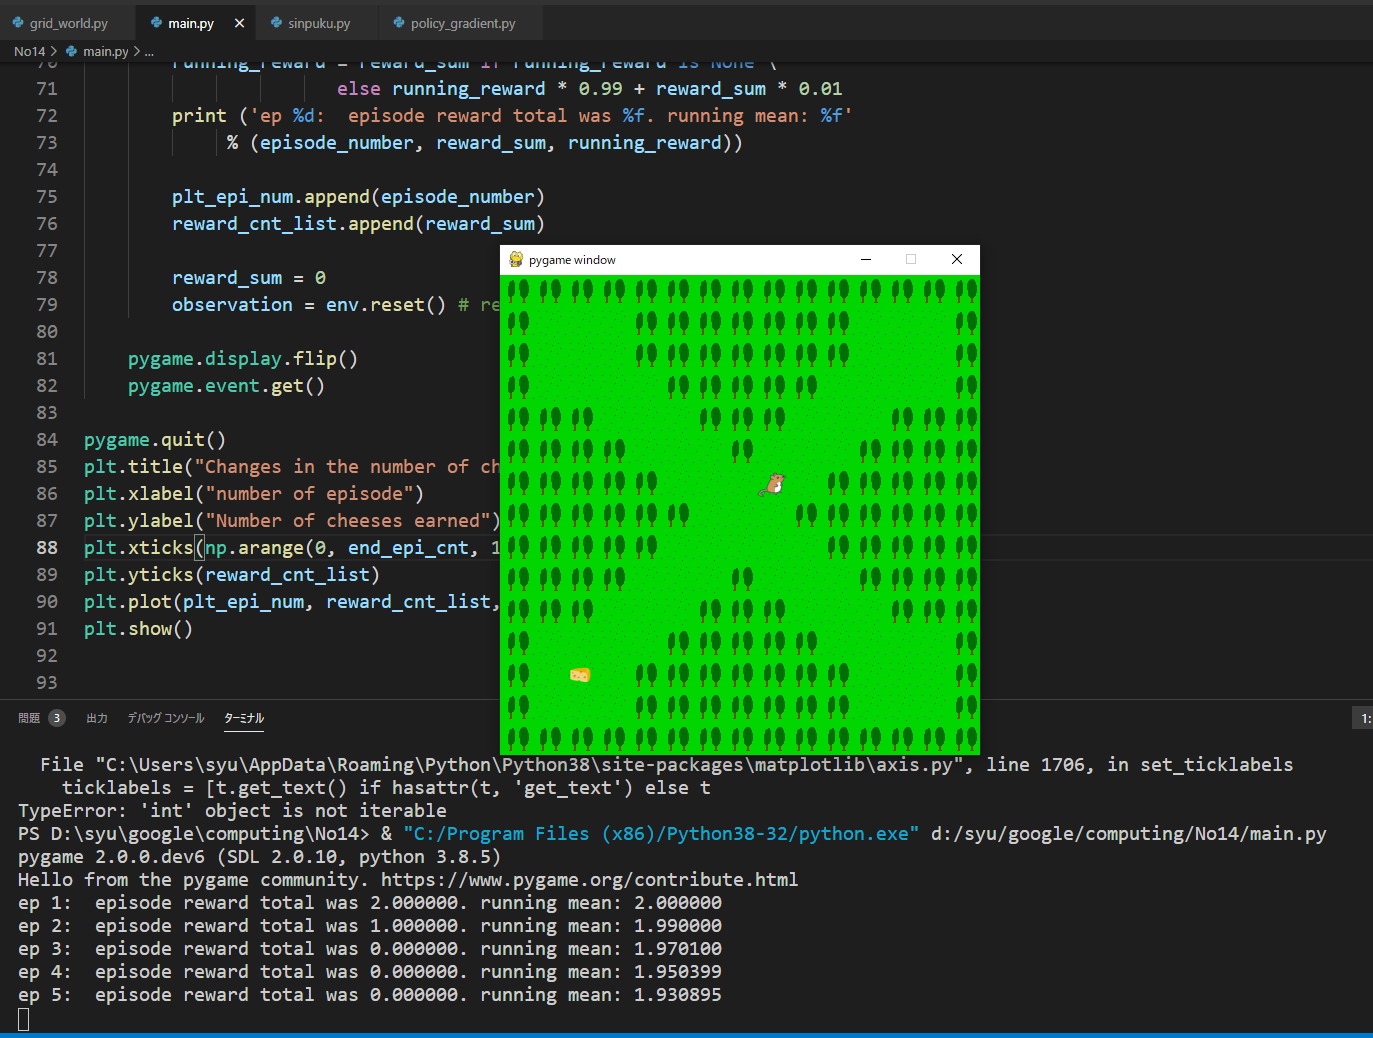 grid_world.py
main.py
sinpuku.py
policy_gradient.py
No14 > main.py > ...
70 running_reward = reward_sum if running_reward is None \
71 else running_reward * 0.99 + reward_sum * 0.01
72 print ('ep %d:  episode reward total was %f. running mean: %f'
73 % (episode_number, reward_sum, running_reward))
74
75 plt_epi_num.append(episode_number)
76 reward_cnt_list.append(reward_sum)
77
78 reward_sum = 0
79 observation = env.reset() # re
80
81 pygame.display.flip()
82 pygame.event.get()
83
84 pygame.quit()
85 plt.title("Changes in the number of ch
86 plt.xlabel("number of episode")
87 plt.ylabel("Number of cheeses earned")
88 plt.xticks(np.arange(0, end_epi_cnt, 1
89 plt.yticks(reward_cnt_list)
90 plt.plot(plt_epi_num, reward_cnt_list,
91 plt.show()
92
93
pygame window
問題 3 出力 デバッグ コンソール ターミナル 1:
File "C:\Users\syu\AppData\Roaming\Python\Python38\site-packages\matplotlib\axis.py", line 1706, in set_ticklabels
ticklabels = [t.get_text() if hasattr(t, 'get_text') else t
TypeError: 'int' object is not iterable
PS D:\syu\google\computing\No14> & "C:/Program Files (x86)/Python38-32/python.exe" d:/syu/google/computing/No14/main.py
pygame 2.0.0.dev6 (SDL 2.0.10, python 3.8.5)
Hello from the pygame community. https://www.pygame.org/contribute.html
ep 1:  episode reward total was 2.000000. running mean: 2.000000
ep 2:  episode reward total was 1.000000. running mean: 1.990000
ep 3:  episode reward total was 0.000000. running mean: 1.970100
ep 4:  episode reward total was 0.000000. running mean: 1.950399
ep 5:  episode reward total was 0.000000. running mean: 1.930895